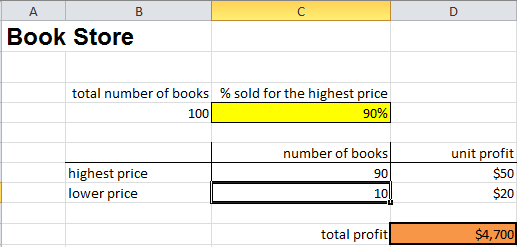 A B C D
Book Store
total number of books % sold for the highest price
100 90%
number of books unit profit
highest price 90 $50
lower price 10 $20
total profit $4,700